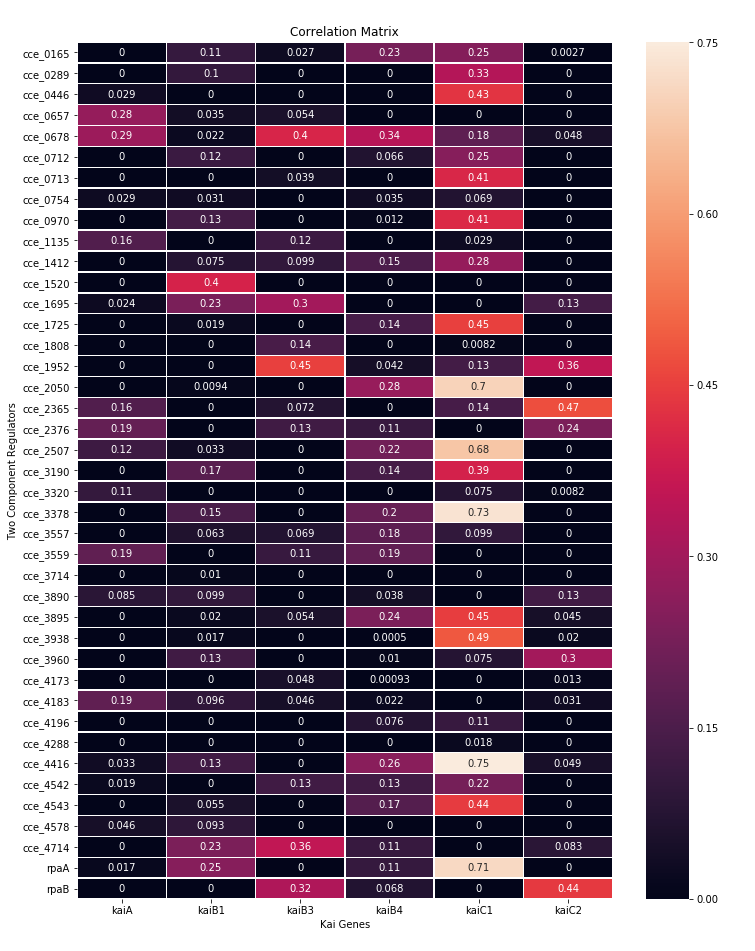 Correlation Matrix
cce_0165 0 0.11 0.027 0.23 0.25 0.0027
cce_0289 0 0.1 0 0 0.33 0
cce_0446 0.029 0 0 0 0.43 0
cce_0657 0.28 0.035 0.054 0 0 0
cce_0678 0.29 0.022 0.4 0.34 0.18 0.048
cce_0712 0 0.12 0 0.066 0.25 0
cce_0713 0 0 0.039 0 0.41 0
cce_0754 0.029 0.031 0 0.035 0.069 0
cce_0970 0 0.13 0 0.012 0.41 0
cce_1135 0.16 0 0.12 0 0.029 0
cce_1412 0 0.075 0.099 0.15 0.28 0
cce_1520 0 0.4 0 0 0 0
cce_1695 0.024 0.23 0.3 0 0 0.13
cce_1725 0 0.019 0 0.14 0.45 0
cce_1808 0 0 0.14 0 0.0082 0
cce_1952 0 0 0.45 0.042 0.13 0.36
cce_2050 0 0.0094 0 0.28 0.7 0
cce_2365 0.16 0 0.072 0 0.14 0.47
cce_2376 0.19 0 0.13 0.11 0 0.24
cce_2507 0.12 0.033 0 0.22 0.68 0
cce_3190 0 0.17 0 0.14 0.39 0
cce_3320 0.11 0 0 0 0.075 0.0082
cce_3378 0 0.15 0 0.2 0.73 0
cce_3557 0 0.063 0.069 0.18 0.099 0
cce_3559 0.19 0 0.11 0.19 0 0
cce_3714 0 0.01 0 0 0 0
cce_3890 0.085 0.099 0 0.038 0 0.13
cce_3895 0 0.02 0.054 0.24 0.45 0.045
cce_3938 0 0.017 0 0.0005 0.49 0.02
cce_3960 0 0.13 0 0.01 0.075 0.3
cce_4173 0 0 0.048 0.00093 0 0.013
cce_4183 0.19 0.096 0.046 0.022 0 0.031
cce_4196 0 0 0 0.076 0.11 0
cce_4288 0 0 0 0 0.018 0
cce_4416 0.033 0.13 0 0.26 0.75 0.049
cce_4542 0.019 0 0.13 0.13 0.22 0
cce_4543 0 0.055 0 0.17 0.44 0
cce_4578 0.046 0.093 0 0 0 0
cce_4714 0 0.23 0.36 0.11 0 0.083
rpaA 0.017 0.25 0 0.11 0.71 0
rpaB 0 0 0.32 0.068 0 0.44
kaiA kaiB1 kaiB3 kaiB4 kaiC1 kaiC2
Kai Genes
Two Component Regulators
0.75
0.60
0.45
0.30
0.15
0.00